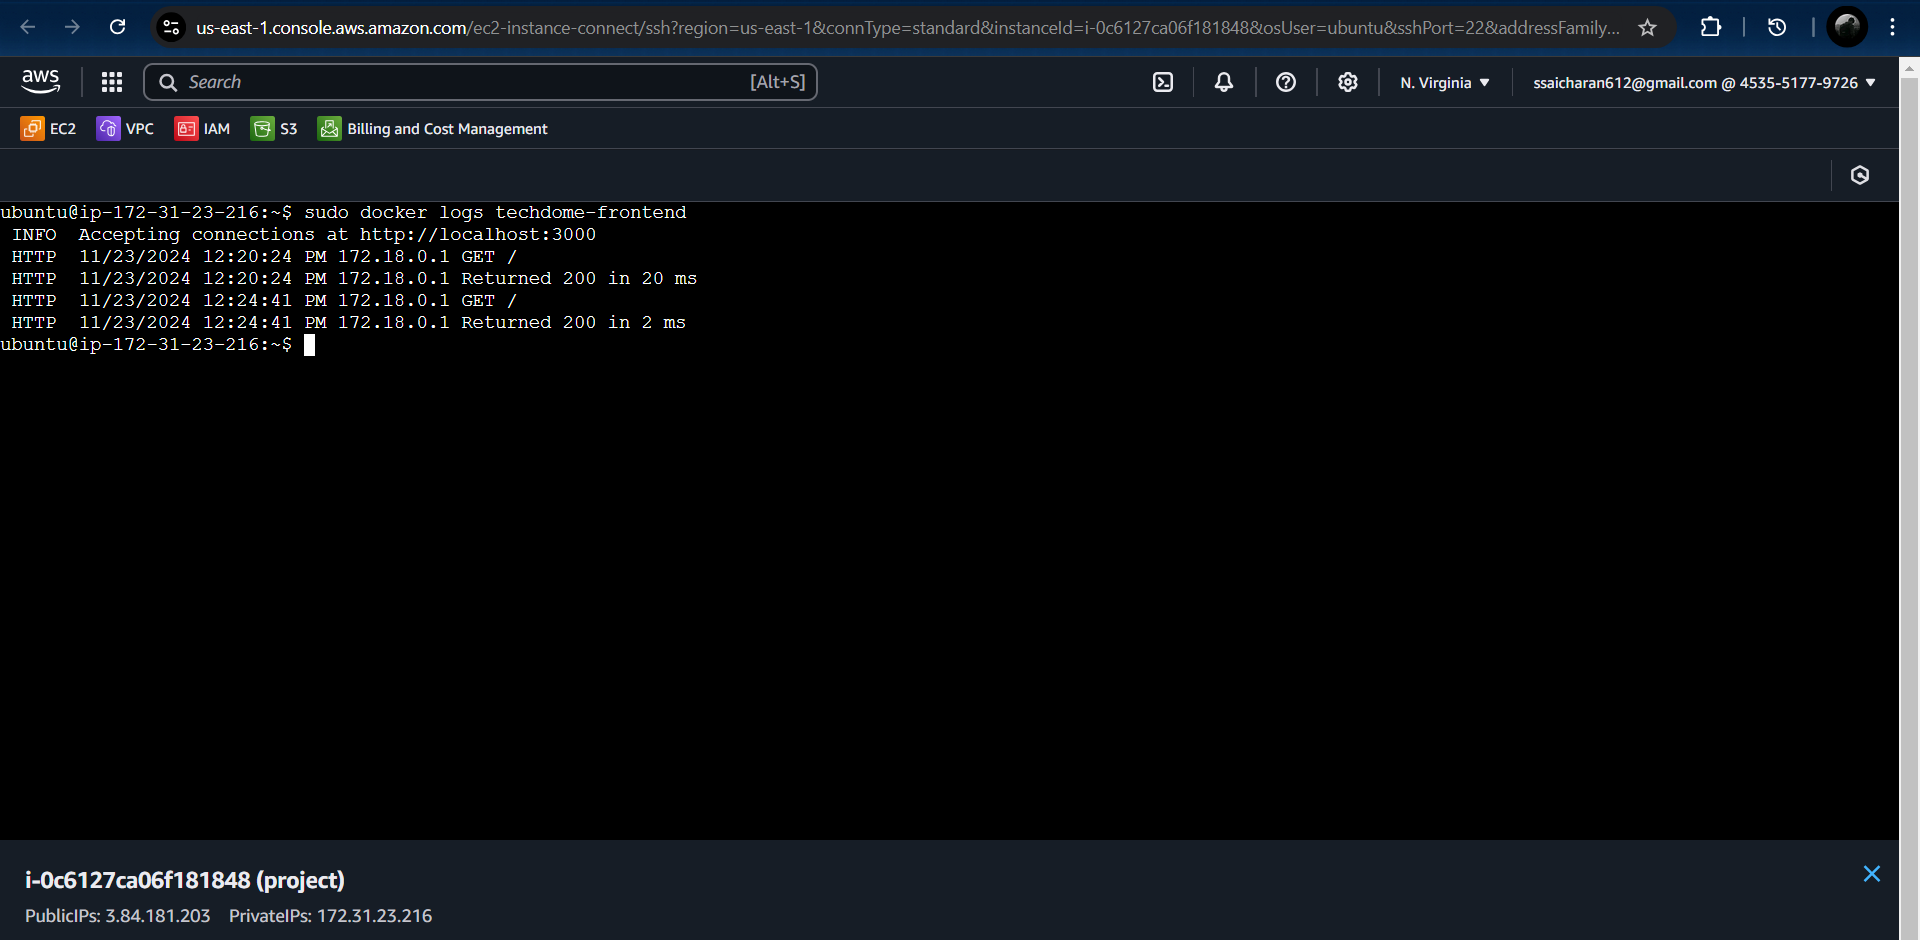 us-east-1.console.aws.amazon.com/ec2-instance-connect/ssh?region=us-east-1&connType=standard&instanceId=i-0c6127ca06f181848&osUser=ubuntu&sshPort=22&addressFamily...
aws Search [Alt+S] N. Virginia ssaicharan612@gmail.com @ 4535-5177-9726
EC2 VPC IAM S3 Billing and Cost Management
ubuntu@ip-172-31-23-216:~$ sudo docker logs techdome-frontend
INFO Accepting connections at http://localhost:3000
HTTP 11/23/2024 12:20:24 PM 172.18.0.1 GET /
HTTP 11/23/2024 12:20:24 PM 172.18.0.1 Returned 200 in 20 ms
HTTP 11/23/2024 12:24:41 PM 172.18.0.1 GET /
HTTP 11/23/2024 12:24:41 PM 172.18.0.1 Returned 200 in 2 ms
ubuntu@ip-172-31-23-216:~$
i-0c6127ca06f181848 (project)
PublicIPs: 3.84.181.203 PrivateIPs: 172.31.23.216